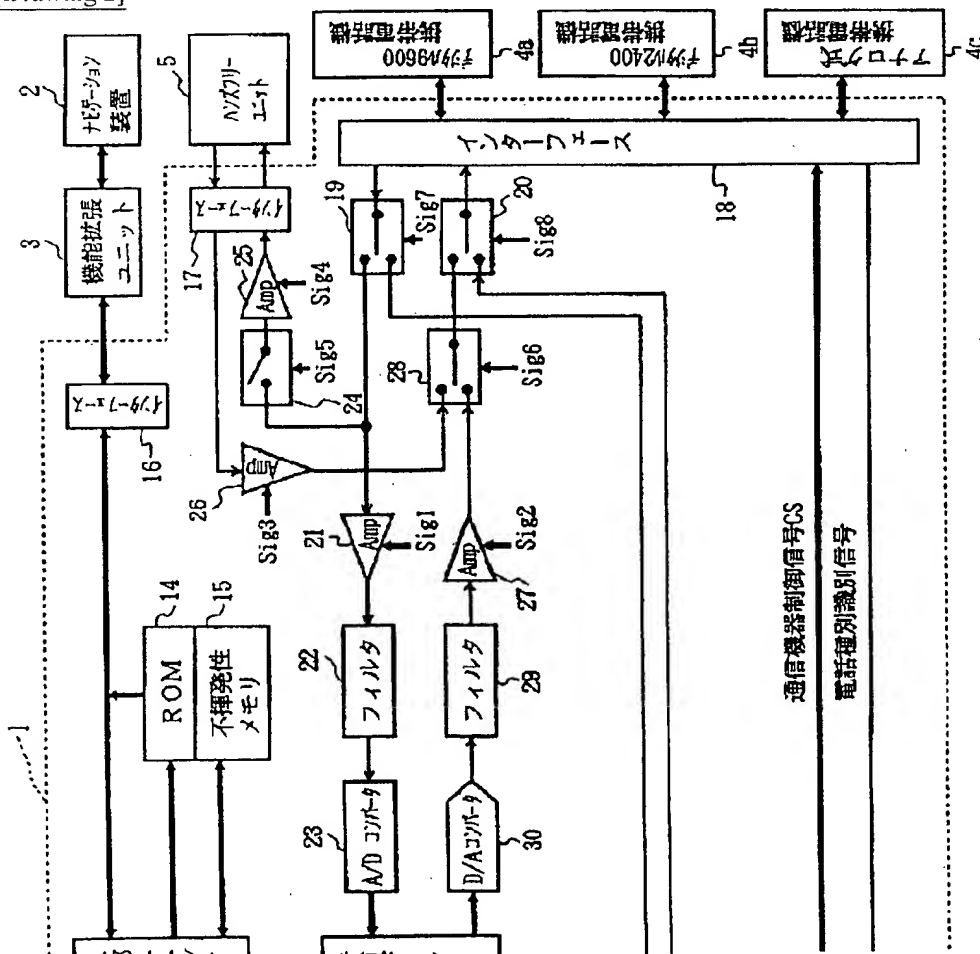 2
ナビゲーション
装置
3
機能拡張
ユニット
インターフェース
16
5
ハンズフリー
ユニット
インターフェース
17
25
Amp
Sig4
Sig5
24
26
Amp
Sig3
デジタル9600
携帯電話機
4a
デジタル2400
携帯電話機
4b
アナログ式
携帯電話機
4c
インターフェース
18
19
Sig7
20
Sig8
28
Sig6
21
Amp
Sig1
Amp
Sig2
27
1
14
ROM
15
不揮発性
メモリ
22
フィルタ
フィルタ
29
23
A/D コンバータ
D/Aコンバータ
30
通信機器制御信号CS
電話種別識別信号